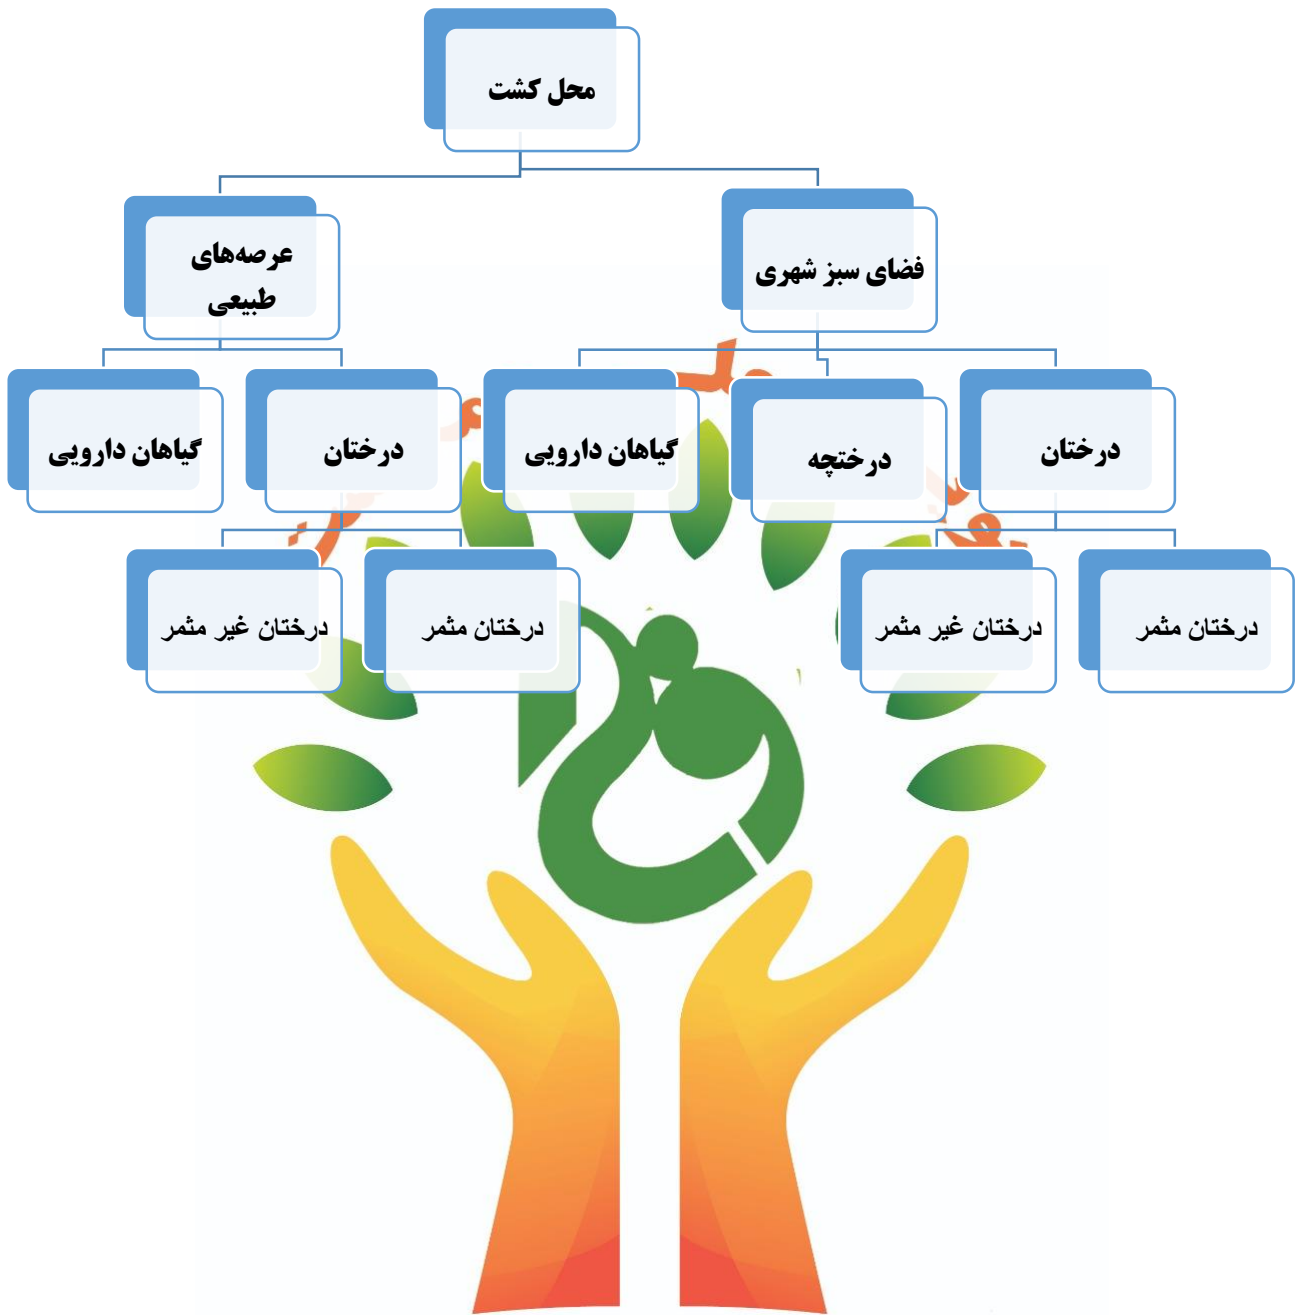 محل کشت
فضای سبز شهری
عرصه‌های
طبیعی
درختان
درختچه
گیاهان دارویی
درختان
گیاهان دارویی
درختان مثمر
درختان غیر مثمر
درختان مثمر
درختان غیر مثمر